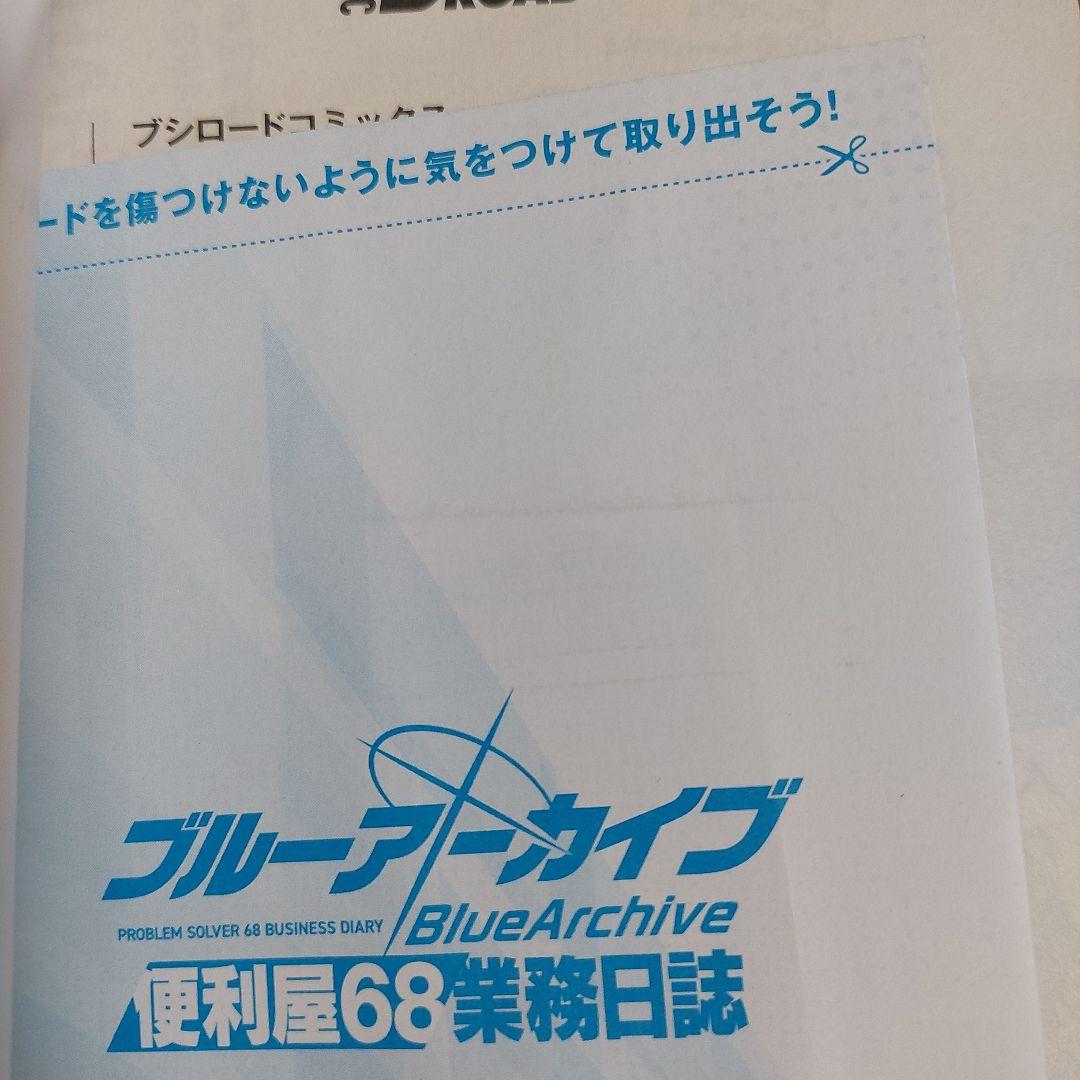 ROAD
ブシロードコミックス
ードを傷つけないように気をつけて取り出そう!
ブルーアーカイブ
PROBLEM SOLVER 68 BUSINESS DIARY
BlueArchive
便利屋68業務日誌